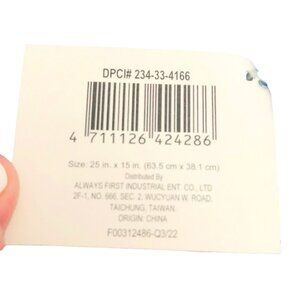 DPCI# 234-33-4166
4 711126 424286
Size: 25 in. x 15 in. (63.5 cm x 38.1 cm)
Distributed By
ALWAYS FIRST INDUSTRIAL ENT. CO., LTD
2F-1, NO. 666, SEC. 2, WUCYUAN W. ROAD,
TAICHUNG, TAIWAN.
ORIGIN: CHINA
F00312486-Q3/22